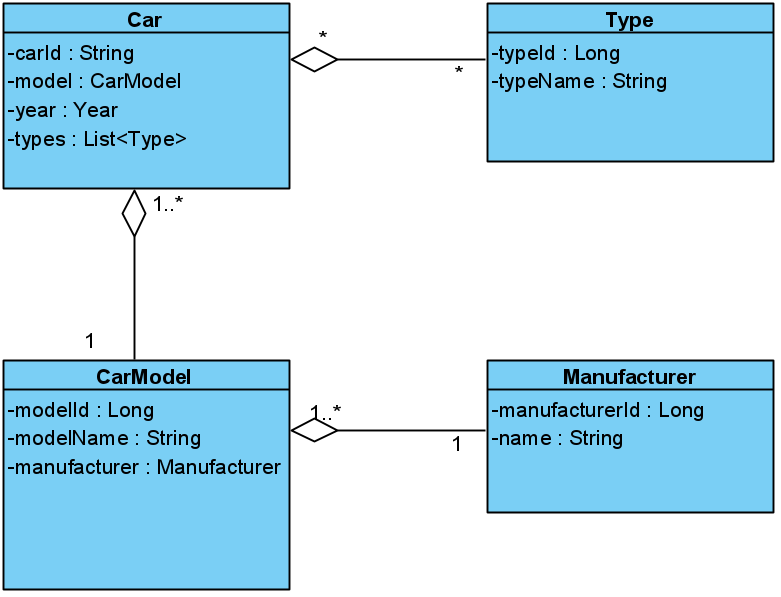 Car
-carId : String
-model : CarModel
-year : Year
-types : List<Type>
*
*
Type
-typeId : Long
-typeName : String
1..*
1
CarModel
-modelId : Long
-modelName : String
-manufacturer : Manufacturer
1..*
1
Manufacturer
-manufacturerId : Long
-name : String